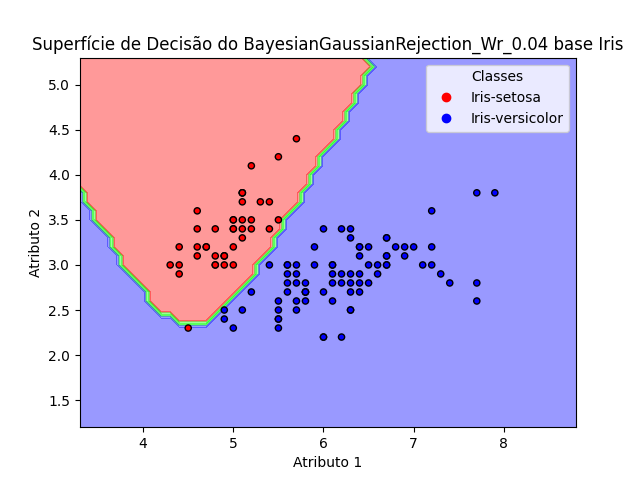 Superfície de Decisão do BayesianGaussianRejection_Wr_0.04 base Iris
Classes
Iris-setosa
Iris-versicolor
5.0
4.5
4.0
3.5
3.0
2.5
2.0
1.5
Atributo 2
4
5
6
7
8
Atributo 1